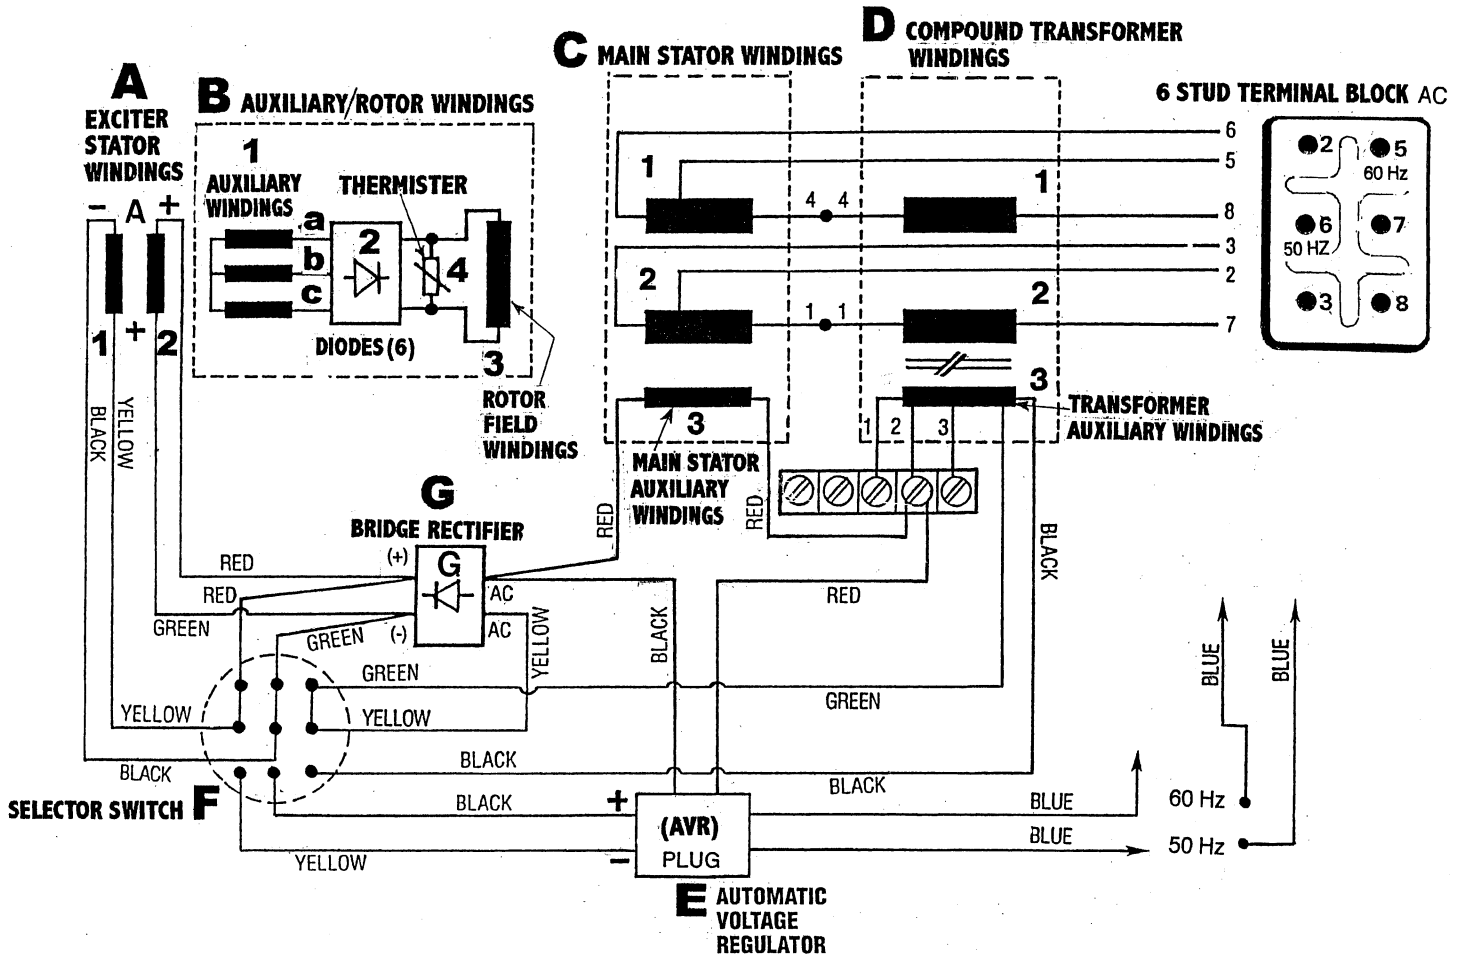 A
EXCITER
STATOR
WINDINGS
− A +
+
1 2
BLACK
YELLOW
B AUXILIARY/ROTOR WINDINGS
1
AUXILIARY
WINDINGS
a
b
c
THERMISTER
2
4
DIODES (6)
3
ROTOR
FIELD
WINDINGS
C MAIN STATOR WINDINGS
1
2
3
MAIN STATOR
AUXILIARY
WINDINGS
RED
RED
4 4
1 1
D COMPOUND TRANSFORMER
WINDINGS
1
2
3
1 2 3
TRANSFORMER
AUXILIARY WINDINGS
BLACK
6
5
8
3
2
7
6 STUD TERMINAL BLOCK AC
2 5
60 Hz
6 7
50 HZ
3 8
G
BRIDGE RECTIFIER
(+)
G
(-)
AC
AC
RED
RED
GREEN
GREEN
YELLOW
BLACK
RED
GREEN
GREEN
YELLOW
YELLOW
BLACK
BLACK
BLACK
SELECTOR SWITCH F
BLACK
YELLOW
+
−
(AVR)
PLUG
E AUTOMATIC
VOLTAGE
REGULATOR
BLUE
BLUE
BLUE
BLUE
60 Hz
50 Hz